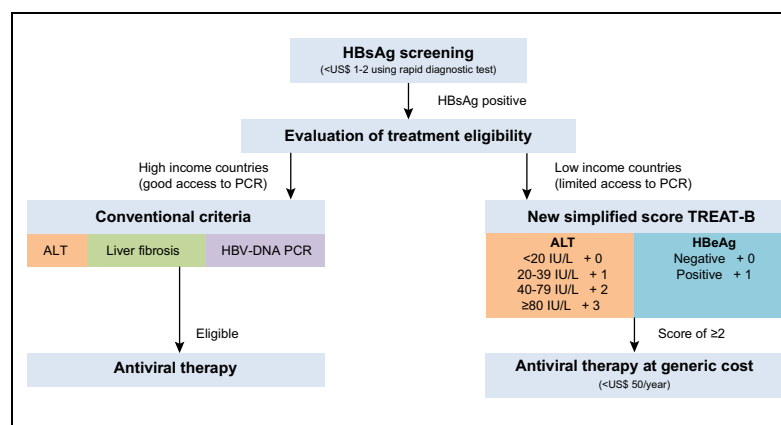 HBsAg screening
(<US$ 1-2 using rapid diagnostic test)
HBsAg positive
Evaluation of treatment eligibility
High income countries
(good access to PCR)
Low income countries
(limited access to PCR)
Conventional criteria
ALT
Liver fibrosis
HBV-DNA PCR
Eligible
Antiviral therapy
New simplified score TREAT-B
ALT
<20 IU/L + 0
20-39 IU/L + 1
40-79 IU/L + 2
≥80 IU/L + 3
HBeAg
Negative + 0
Positive + 1
Score of ≥2
Antiviral therapy at generic cost
(<US$ 50/year)